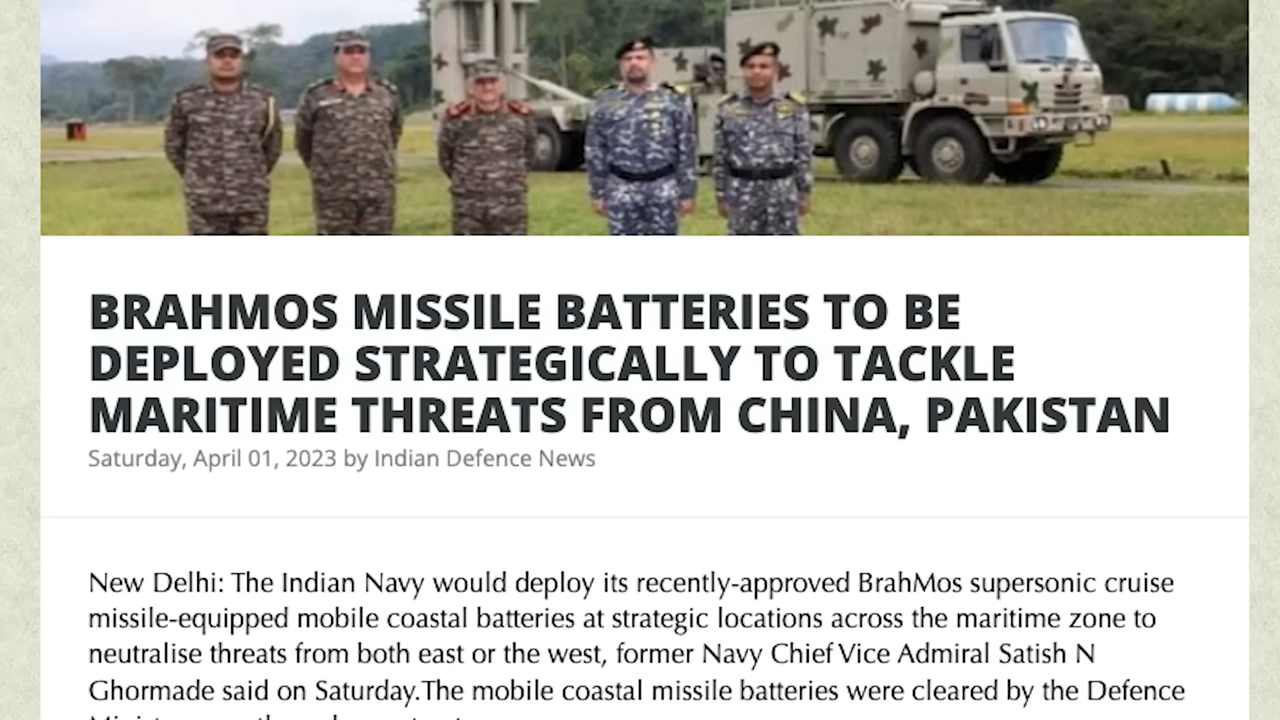 BRAHMOS MISSILE BATTERIES TO BE
DEPLOYED STRATEGICALLY TO TACKLE
MARITIME THREATS FROM CHINA, PAKISTAN
Saturday, April 01, 2023 by Indian Defence News
New Delhi: The Indian Navy would deploy its recently-approved BrahMos supersonic cruise
missile-equipped mobile coastal batteries at strategic locations across the maritime zone to
neutralise threats from both east or the west, former Navy Chief Vice Admiral Satish N
Ghormade said on Saturday.The mobile coastal missile batteries were cleared by the Defence